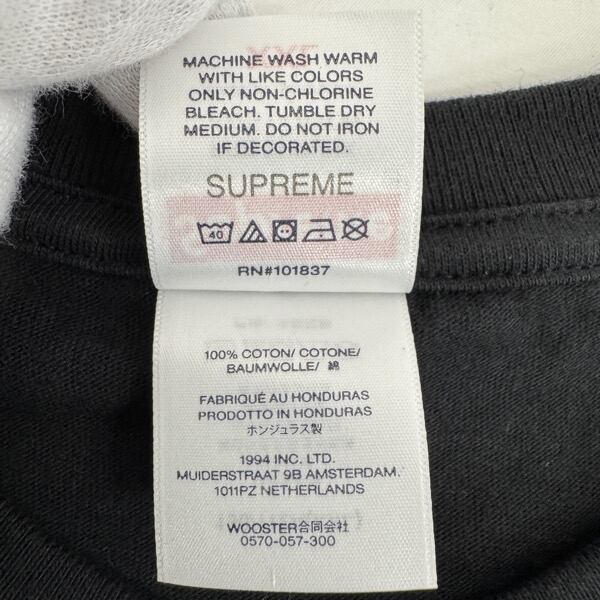 MACHINE WASH WARM
WITH LIKE COLORS
ONLY NON-CHLORINE
BLEACH. TUMBLE DRY
MEDIUM. DO NOT IRON
IF DECORATED.
SUPREME
40
RN#101837
100% COTON/ COTONE/
BAUMWOLLE/ 綿
FABRIQUÉ AU HONDURAS
PRODOTTO IN HONDURAS
ホンジュラス製
1994 INC. LTD.
MUIDERSTRAAT 9B AMSTERDAM.
1011PZ NETHERLANDS
WOOSTER合同会社
0570-057-300